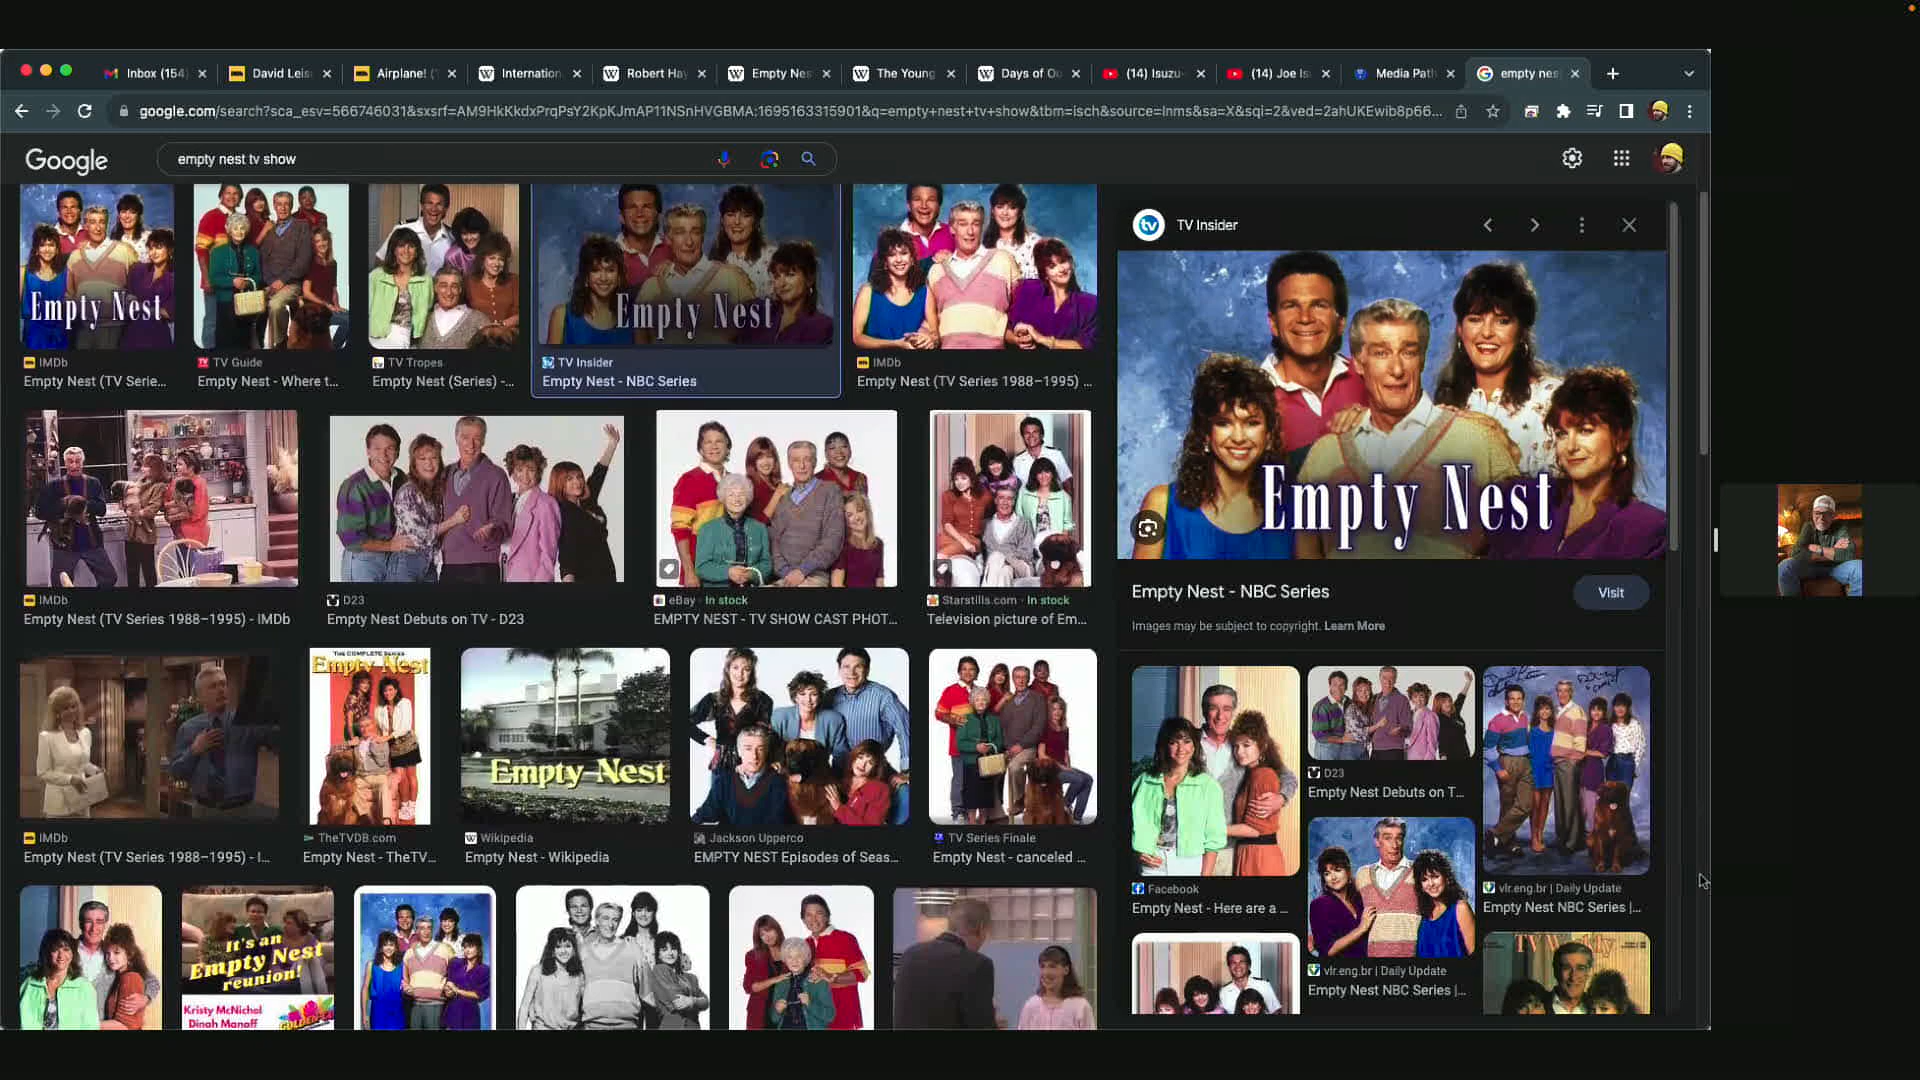 Inbox (154)
David Leis
Airplane! (
Internation
Robert Hay
Empty Nes
The Young
Days of Ou
(14) Isuzu-
(14) Joe Is
Media Path
empty nes
google.com/search?sca_esv=566746031&sxsrf=AM9HkKkdxPrqPsY2KpKJmAP11NSnHVGBMA:1695163315901&q=empty+nest+tv+show&tbm=isch&source=lnms&sa=X&sqi=2&ved=2ahUKEwib8p66...
Google
empty nest tv show
Empty Nest
IMDb
Empty Nest (TV Serie...
TV Guide
Empty Nest - Where t...
TV Tropes
Empty Nest (Series) -...
Empty Nest
TV Insider
Empty Nest - NBC Series
IMDb
Empty Nest (TV Series 1988–1995) ...
IMDb
Empty Nest (TV Series 1988–1995) - IMDb
D23
Empty Nest Debuts on TV - D23
eBay · In stock
EMPTY NEST - TV SHOW CAST PHOT...
Starstills.com · In stock
Television picture of Em...
IMDb
Empty Nest (TV Series 1988–1995) - I...
THE COMPLETE SERIES
Empty Nest
TheTVDB.com
Empty Nest - TheTV...
Empty Nest
Wikipedia
Empty Nest - Wikipedia
Jackson Upperco
EMPTY NEST Episodes of Seas...
TV Series Finale
Empty Nest - canceled ...
It's an
Empty Nest
reunion!
Kristy McNichol
Dinah Manoff
tv
TV Insider
Empty Nest
Empty Nest - NBC Series
Visit
Images may be subject to copyright. Learn More
Facebook
Empty Nest - Here are a ...
D23
Empty Nest Debuts on T...
vlr.eng.br | Daily Update
Empty Nest NBC Series |...
vlr.eng.br | Daily Update
Empty Nest NBC Series |...